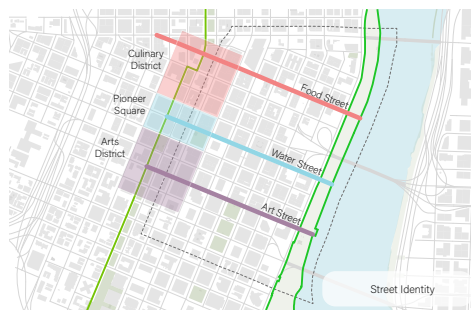 Culinary
District
Food Street
Pioneer
Square
Arts
District
Water Street
Art Street
Street Identity